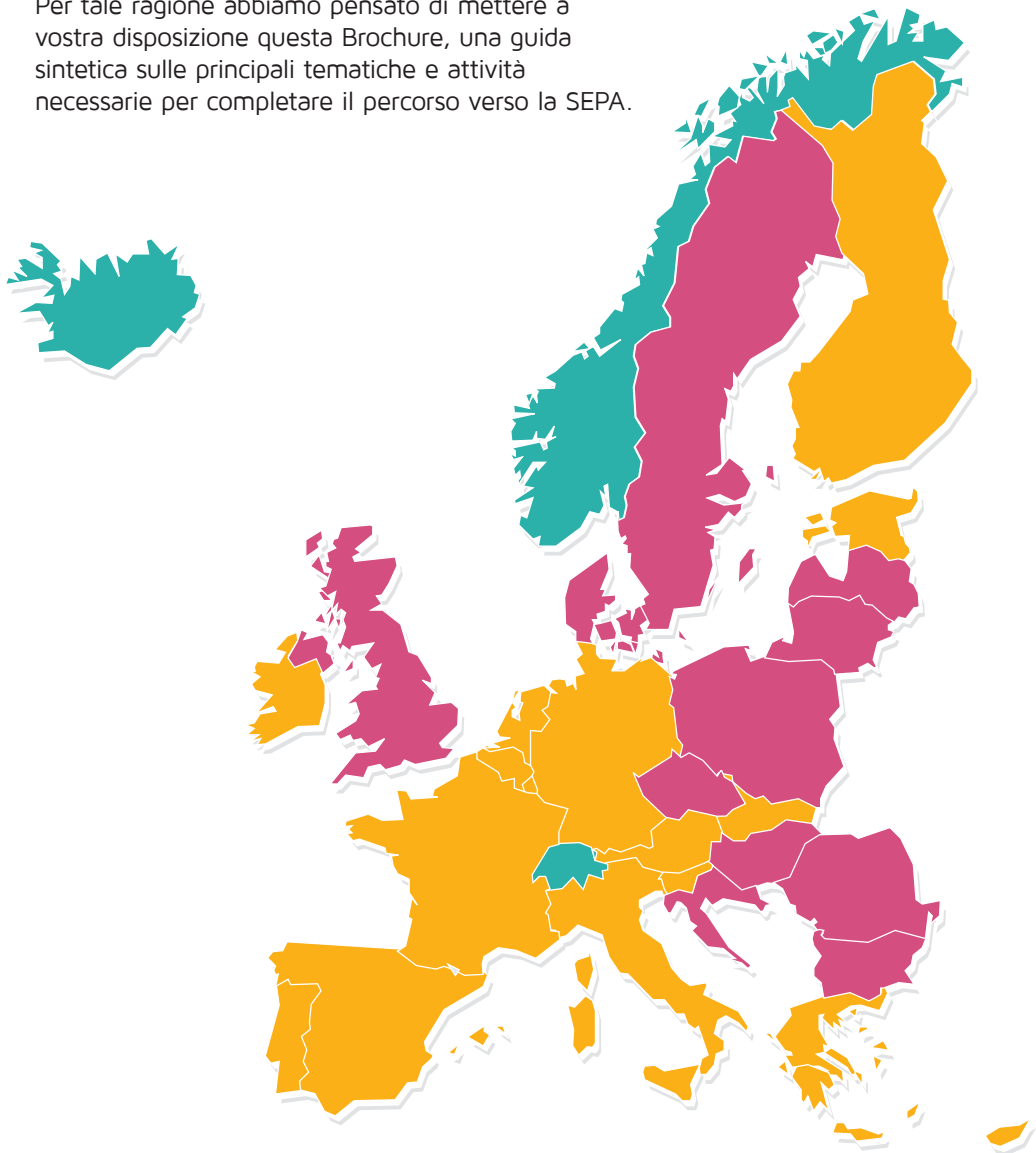 Per tale ragione abbiamo pensato di mettere a
vostra disposizione questa Brochure, una guida
sintetica sulle principali tematiche e attività
necessarie per completare il percorso verso la SEPA.